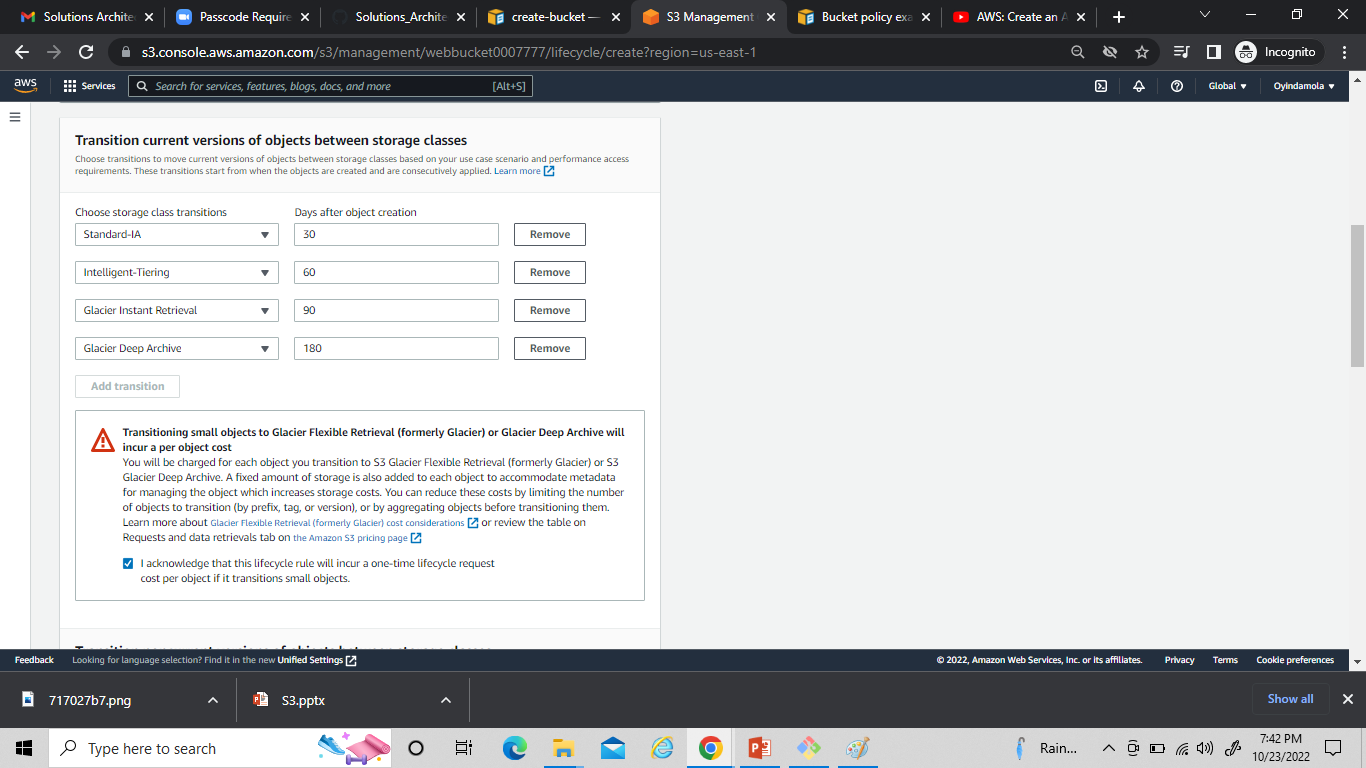 Solutions Archite
Passcode Require
Solutions_Archite
create-bucket —
S3 Management
Bucket policy exa
AWS: Create an A
s3.console.aws.amazon.com/s3/management/webbucket0007777/lifecycle/create?region=us-east-1
Incognito
aws
Services
Search for services, features, blogs, docs, and more
[Alt+S]
Global
Oyindamola
Transition current versions of objects between storage classes
Choose transitions to move current versions of objects between storage classes based on your use case scenario and performance access
requirements. These transitions start from when the objects are created and are consecutively applied. Learn more
Choose storage class transitions
Days after object creation
Standard-IA
30
Remove
Intelligent-Tiering
60
Remove
Glacier Instant Retrieval
90
Remove
Glacier Deep Archive
180
Remove
Add transition
Transitioning small objects to Glacier Flexible Retrieval (formerly Glacier) or Glacier Deep Archive will
incur a per object cost
You will be charged for each object you transition to S3 Glacier Flexible Retrieval (formerly Glacier) or S3
Glacier Deep Archive. A fixed amount of storage is also added to each object to accommodate metadata
for managing the object which increases storage costs. You can reduce these costs by limiting the number
of objects to transition (by prefix, tag, or version), or by aggregating objects before transitioning them.
Learn more about Glacier Flexible Retrieval (formerly Glacier) cost considerations or review the table on
Requests and data retrievals tab on the Amazon S3 pricing page
I acknowledge that this lifecycle rule will incur a one-time lifecycle request
cost per object if it transitions small objects.
Feedback
Looking for language selection? Find it in the new Unified Settings
© 2022, Amazon Web Services, Inc. or its affiliates.
Privacy
Terms
Cookie preferences
717027b7.png
S3.pptx
Show all
Type here to search
Rain...
7:42 PM
10/23/2022